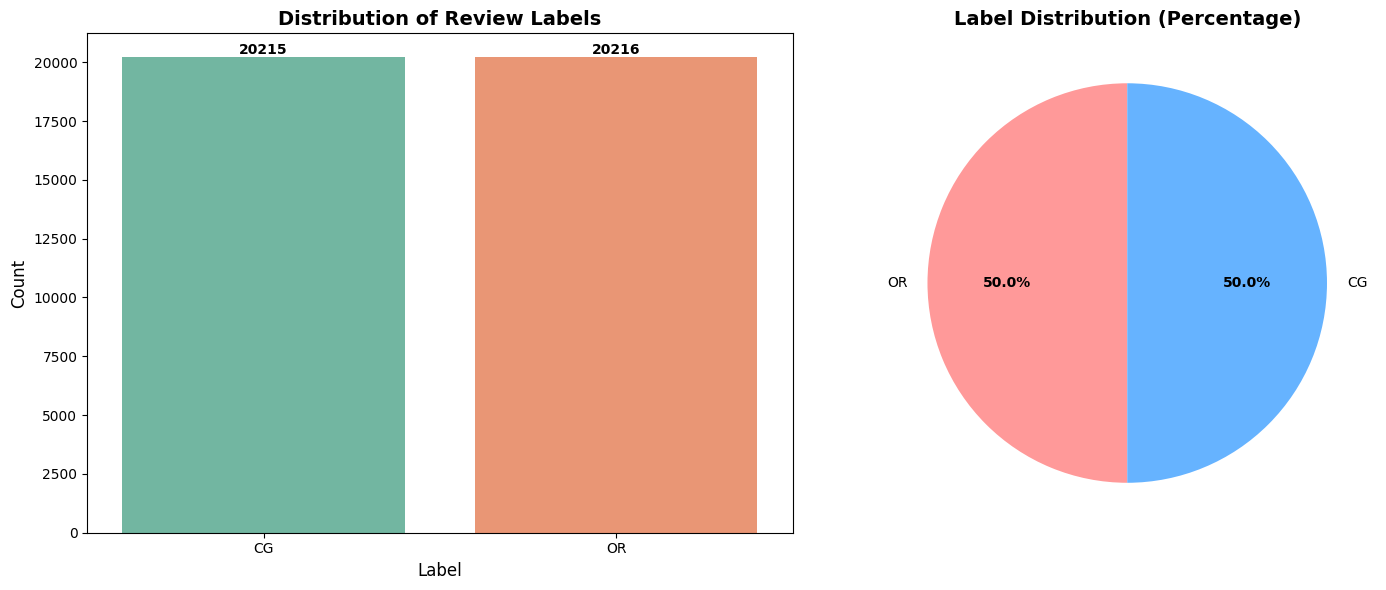 Distribution of Review Labels
20215
20216
20000
17500
15000
12500
10000
7500
5000
2500
0
Count
CG
OR
Label
Label Distribution (Percentage)
OR
50.0%
50.0%
CG